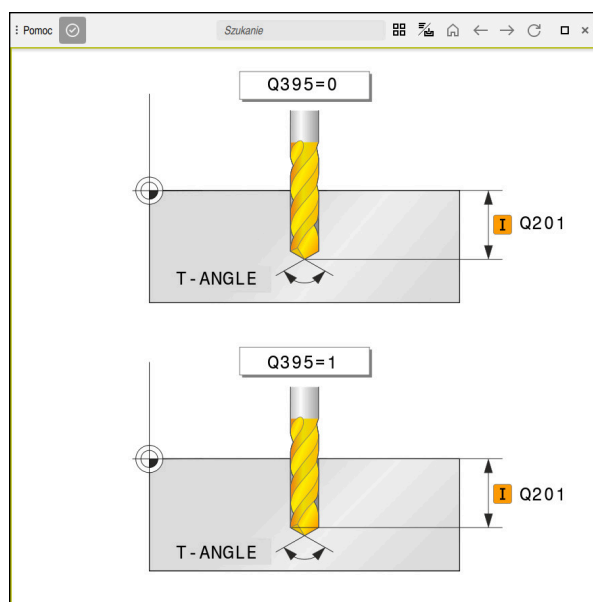 Pomoc
Szukanie
Q395=0
I Q201
T-ANGLE
Q395=1
I Q201
T-ANGLE